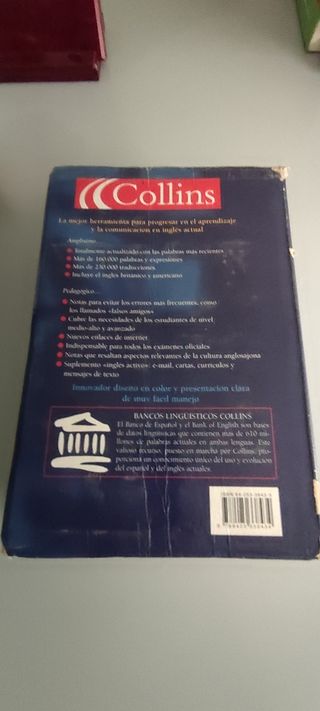 Collins
La mejor herramienta para progresar en el aprendizaje
y la comunicación en inglés actual
Amplísimo...
Totalmente actualizado, con las palabras más recientes
Más de 160.000 palabras y expresiones
Más de 230.000 traducciones
Incluye el inglés británico y americano
Pedagógico...
Notas para evitar los errores más frecuentes, como
los llamados «falsos amigos»
Cubre las necesidades de los estudiantes de nivel
medio-alto y avanzado
Nuevos enlaces de internet
Indispensable para todos los exámenes oficiales
Notas que resaltan aspectos relevantes de la cultura anglosajona
Suplemento «inglés activo»: e-mail, cartas, currículos y
mensajes de texto
Innovador diseño en color y presentación clara
de muy fácil manejo
BANCOS LINGÜÍSTICOS COLLINS
El Banco de Español y el Bank of English son bases
de datos lingüísticas que contienen más de 610 mi-
llones de palabras actuales en ambas lenguas. Este
valioso recurso, puesto en marcha por Collins, pro-
porciona un conocimiento único del uso y evolución
del español y del inglés actuales.